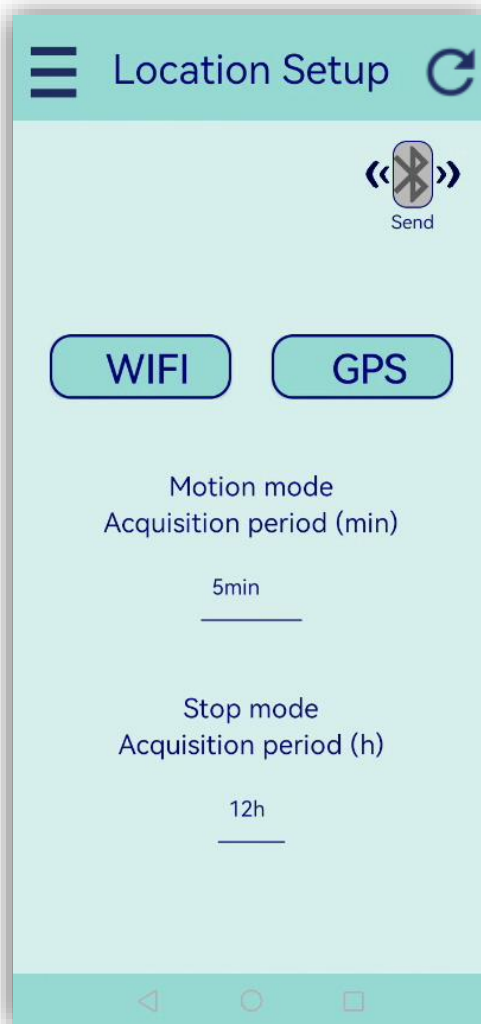 Location Setup
Send
WIFI
GPS
Motion mode
Acquisition period (min)
5min
Stop mode
Acquisition period (h)
12h